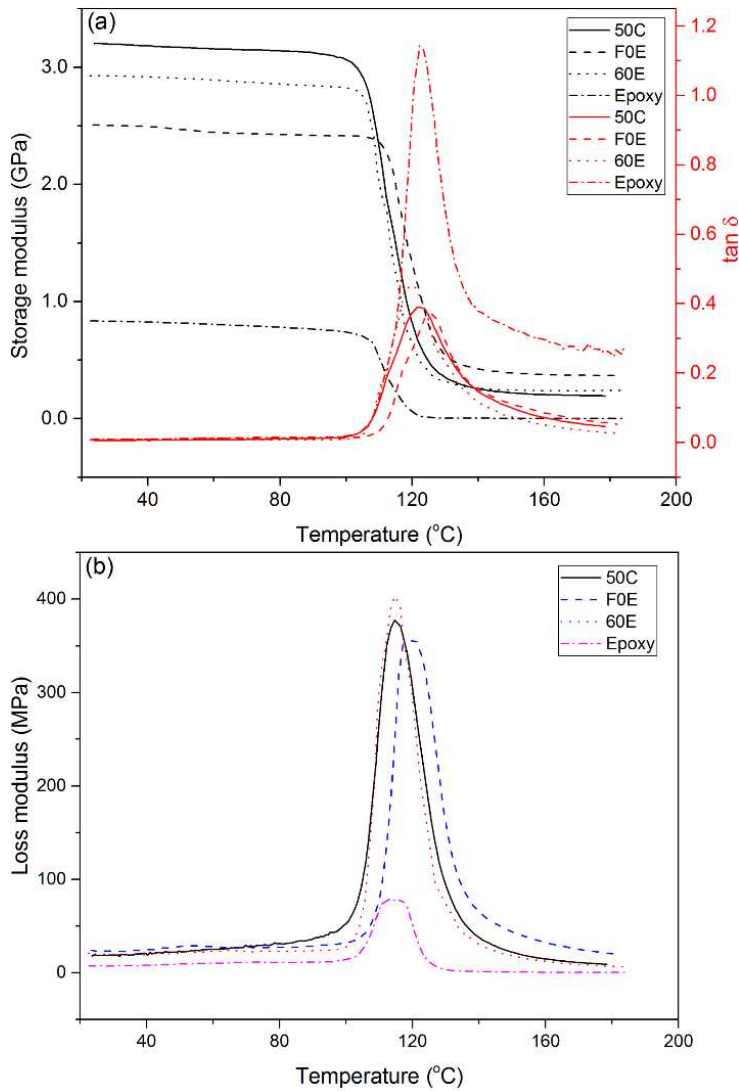 (a)
50C
F0E
60E
Epoxy
50C
F0E
60E
Epoxy
3.0
2.0
1.0
0.0
Storage modulus (GPa)
1.2
1.0
0.8
0.6
0.4
0.2
0.0
tan δ
40 80 120 160 200
Temperature (°C)
(b)
50C
F0E
60E
Epoxy
400
300
200
100
0
Loss modulus (MPa)
40 80 120 160 200
Temperature (°C)